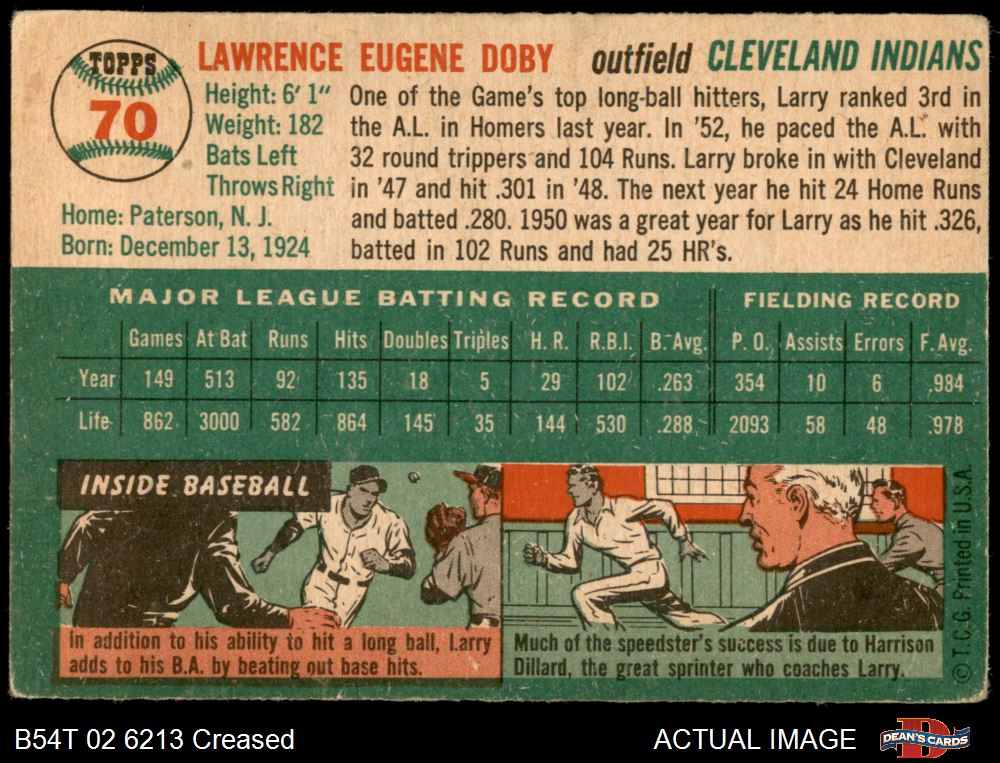 TOPPS
70
LAWRENCE EUGENE DOBY outfield CLEVELAND INDIANS
Height: 6' 1"
Weight: 182
Bats Left
Throws Right
Home: Paterson, N. J.
Born: December 13, 1924
One of the Game's top long-ball hitters, Larry ranked 3rd in
the A.L. in Homers last year. In '52, he paced the A.L. with
32 round trippers and 104 Runs. Larry broke in with Cleveland
in '47 and hit .301 in '48. The next year he hit 24 Home Runs
and batted .280. 1950 was a great year for Larry as he hit .326,
batted in 102 Runs and had 25 HR's.
MAJOR LEAGUE BATTING RECORD FIELDING RECORD
Games At Bat Runs Hits Doubles Triples H. R. R.B.I. B. Avg. P. O. Assists Errors F. Avg.
Year 149 513 92 135 18 5 29 102 .263 354 10 6 .984
Life 862 3000 582 864 145 35 144 530 .288 2093 58 48 .978
INSIDE BASEBALL
In addition to his ability to hit a long ball, Larry
adds to his B.A. by beating out base hits.
Much of the speedster's success is due to Harrison
Dillard, the great sprinter who coaches Larry.
© T.C.G. Printed in U.S.A.
B54T 02 6213 Creased
ACTUAL IMAGE
D
DEAN'S CARDS